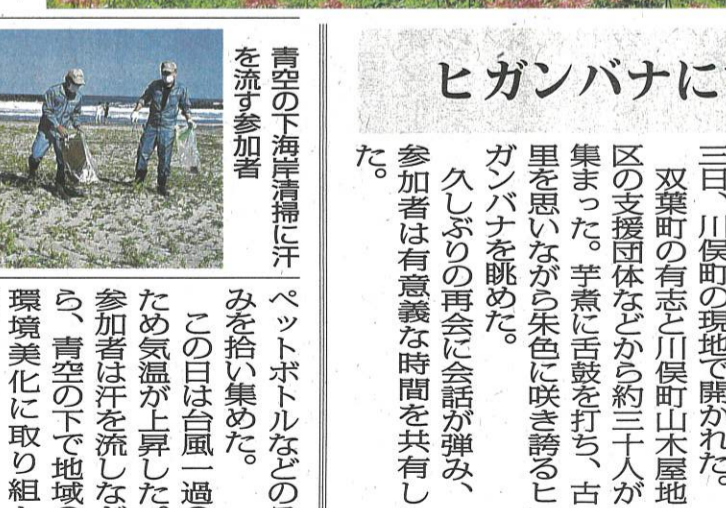 ヒガンバナに
三日、川俣町の現地で開かれた。
双葉町の有志と川俣町山木屋地
区の支援団体などから約三十人が
集まった。芋煮に舌鼓を打ち、古
里を思いながら朱色に咲き誇るヒ
ガンバナを眺めた。
久しぶりの再会に会話が弾み、
参加者は有意義な時間を共有し
た。
青空の下海岸清掃に汗
を流す参加者
ペットボトルなどの
みを拾い集めた。
この日は台風一過の
ため気温が上昇した。
参加者は汗を流しなが
ら、青空の下で地域の
環境美化に取り組